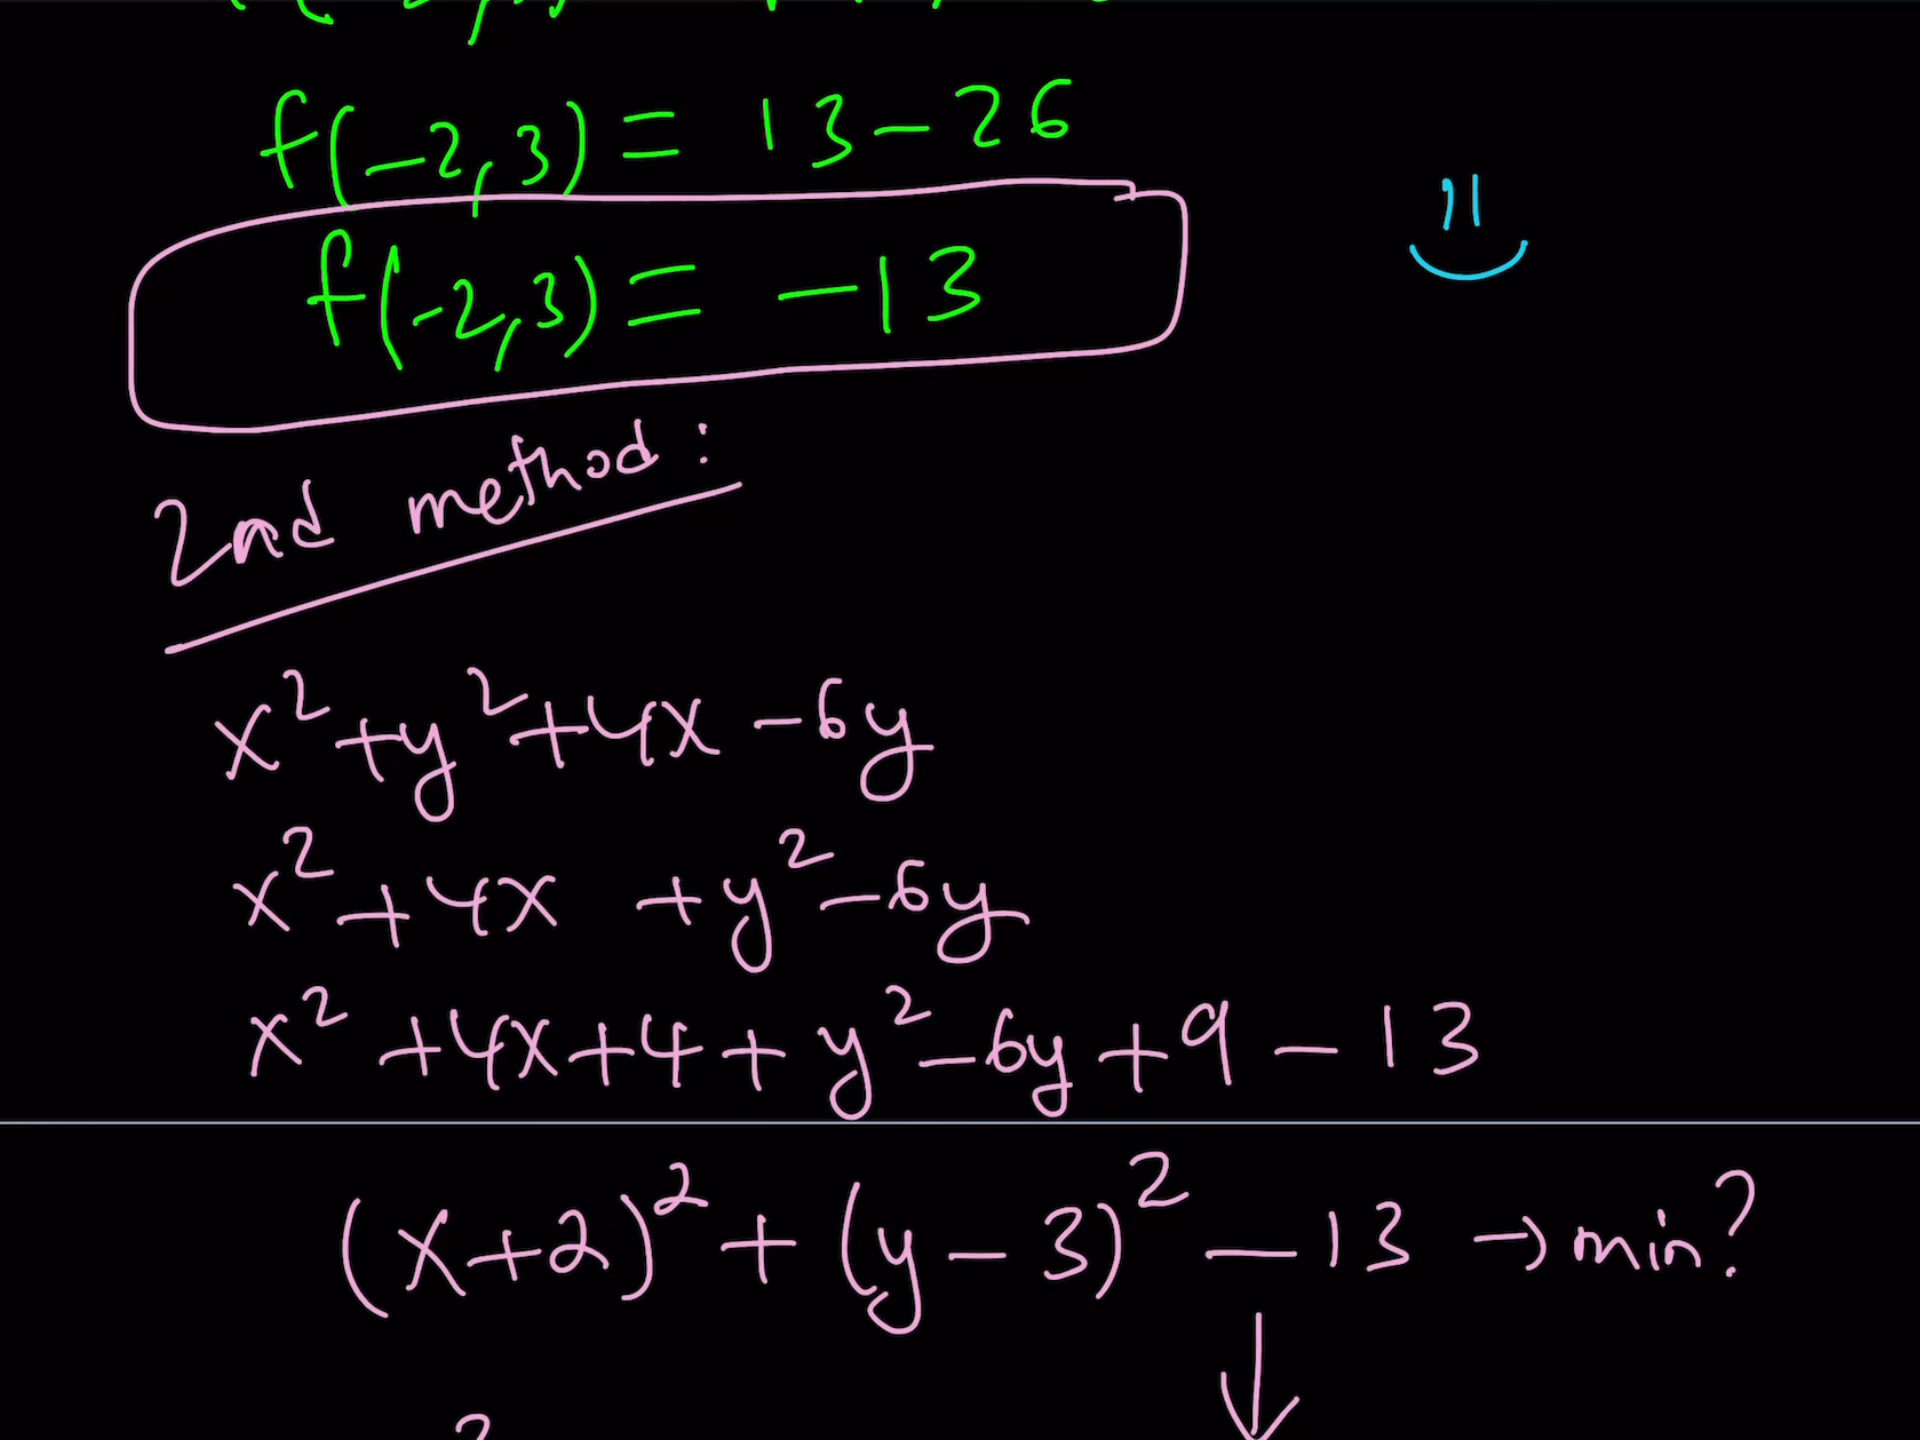 f(-2,3) = 13-26
f(-2,3) = -13
2nd method:
x²+y²+4x-6y
x²+4x +y²-6y
x²+4x+4+y²-6y+9-13
(x+2)²+(y-3)²-13→min?